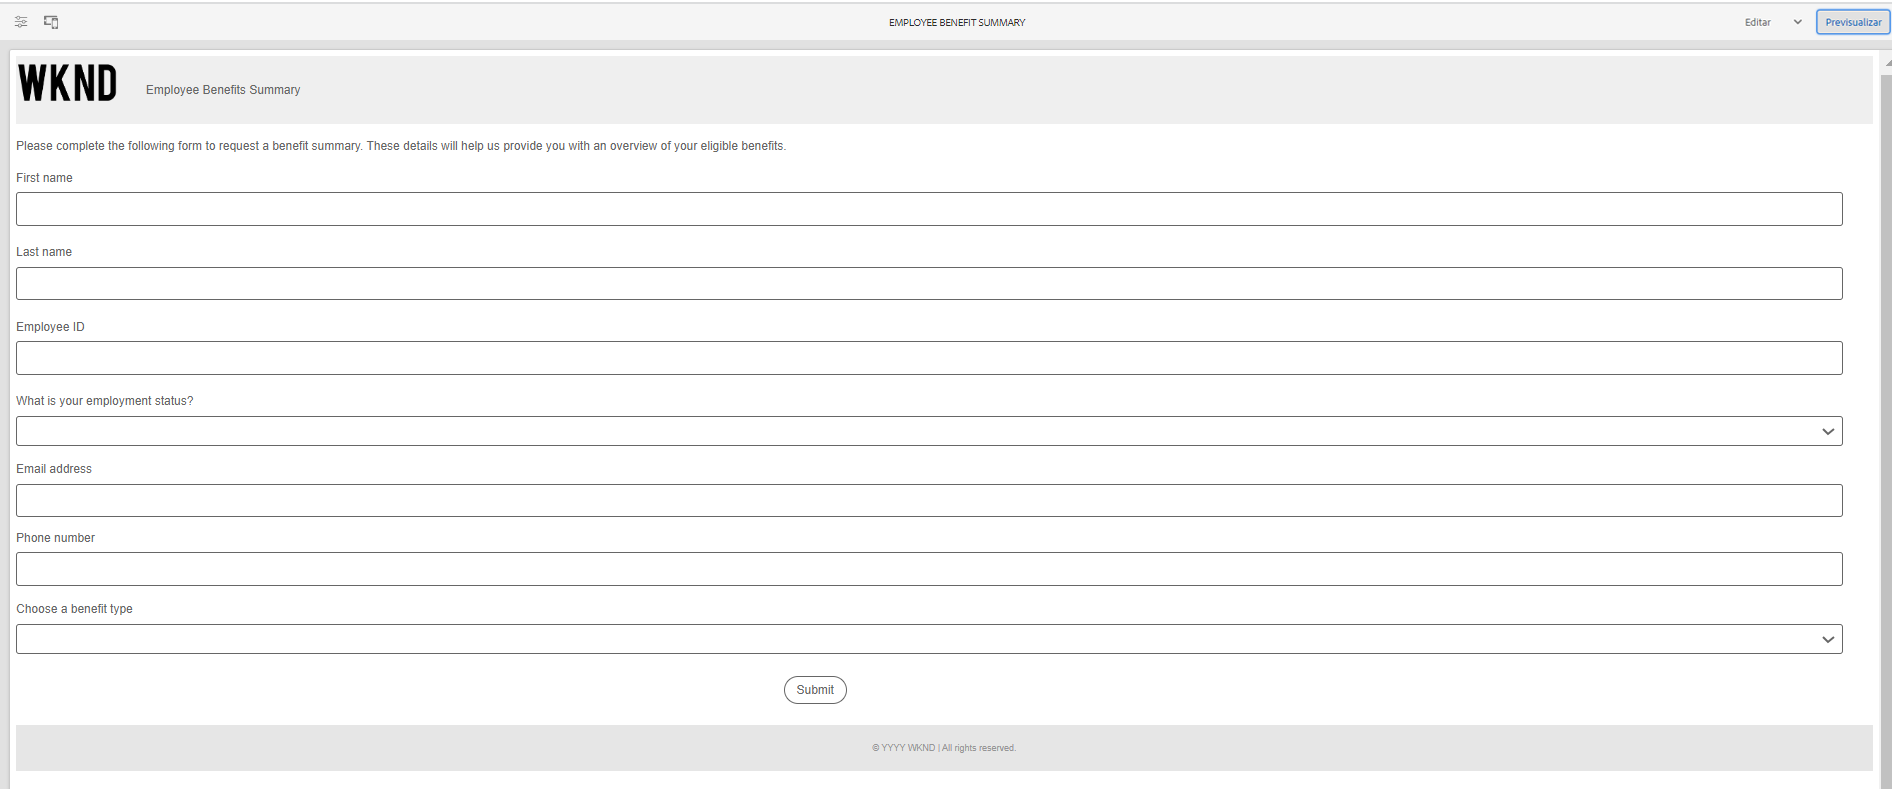 EMPLOYEE BENEFIT SUMMARY
Editar
Previsualizar
WKND
Employee Benefits Summary
Please complete the following form to request a benefit summary. These details will help us provide you with an overview of your eligible benefits.
First name
Last name
Employee ID
What is your employment status?
Email address
Phone number
Choose a benefit type
Submit
© YYYY WKND | All rights reserved.